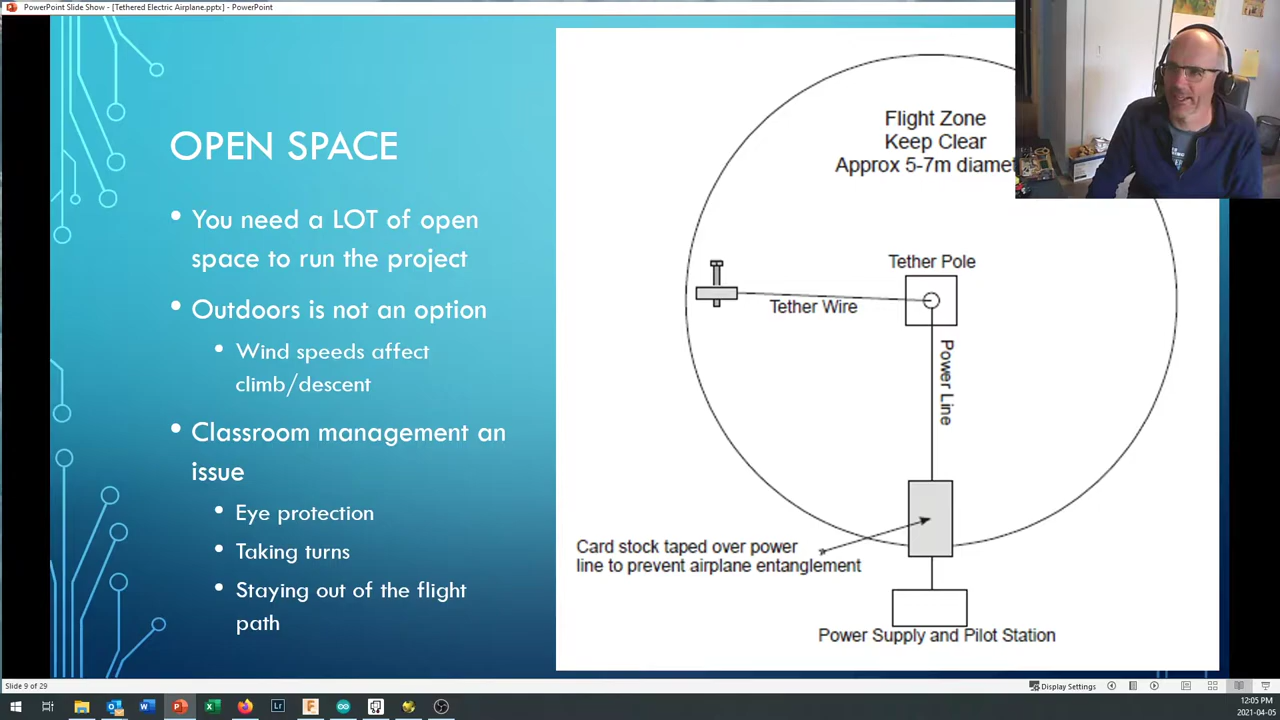 PowerPoint Slide Show - [Tethered Electric Airplane.pptx] - PowerPoint
OPEN SPACE
• You need a LOT of open
space to run the project
• Outdoors is not an option
• Wind speeds affect
climb/descent
• Classroom management an
issue
• Eye protection
• Taking turns
• Staying out of the flight
path
Flight Zone
Keep Clear
Approx 5-7m diamet
Tether Pole
Tether Wire
Power Line
Card stock taped over power
line to prevent airplane entanglement
Power Supply and Pilot Station
Slide 9 of 29
Display Settings
12:05 PM
2021-04-05